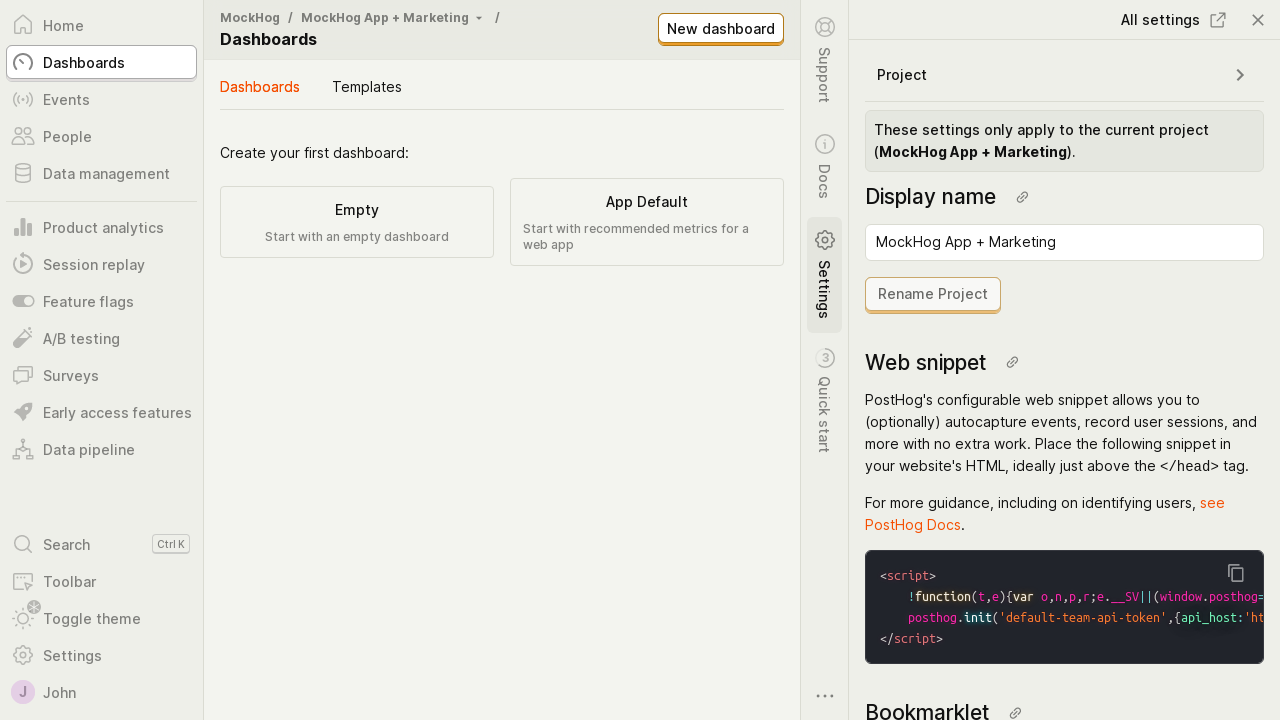 Home
Dashboards
Events
People
Data management
Product analytics
Session replay
Feature flags
A/B testing
Surveys
Early access features
Data pipeline
Search
Ctrl K
Toolbar
Toggle theme
Settings
J
John
MockHog / MockHog App + Marketing /
Dashboards
New dashboard
Dashboards
Templates
Create your first dashboard:
Empty
Start with an empty dashboard
App Default
Start with recommended metrics for a
web app
Support
Docs
Settings
3
Quick start
All settings
Project
These settings only apply to the current project
(MockHog App + Marketing).
Display name
MockHog App + Marketing
Rename Project
Web snippet
PostHog's configurable web snippet allows you to
(optionally) autocapture events, record user sessions, and
more with no extra work. Place the following snippet in
your website's HTML, ideally just above the </head> tag.
For more guidance, including on identifying users, see
PostHog Docs.
<script>
!function(t,e){var o,n,p,r;e.__SV||(window.posthog=
posthog.init('default-team-api-token',{api_host:'ht
</script>
Bookmarklet